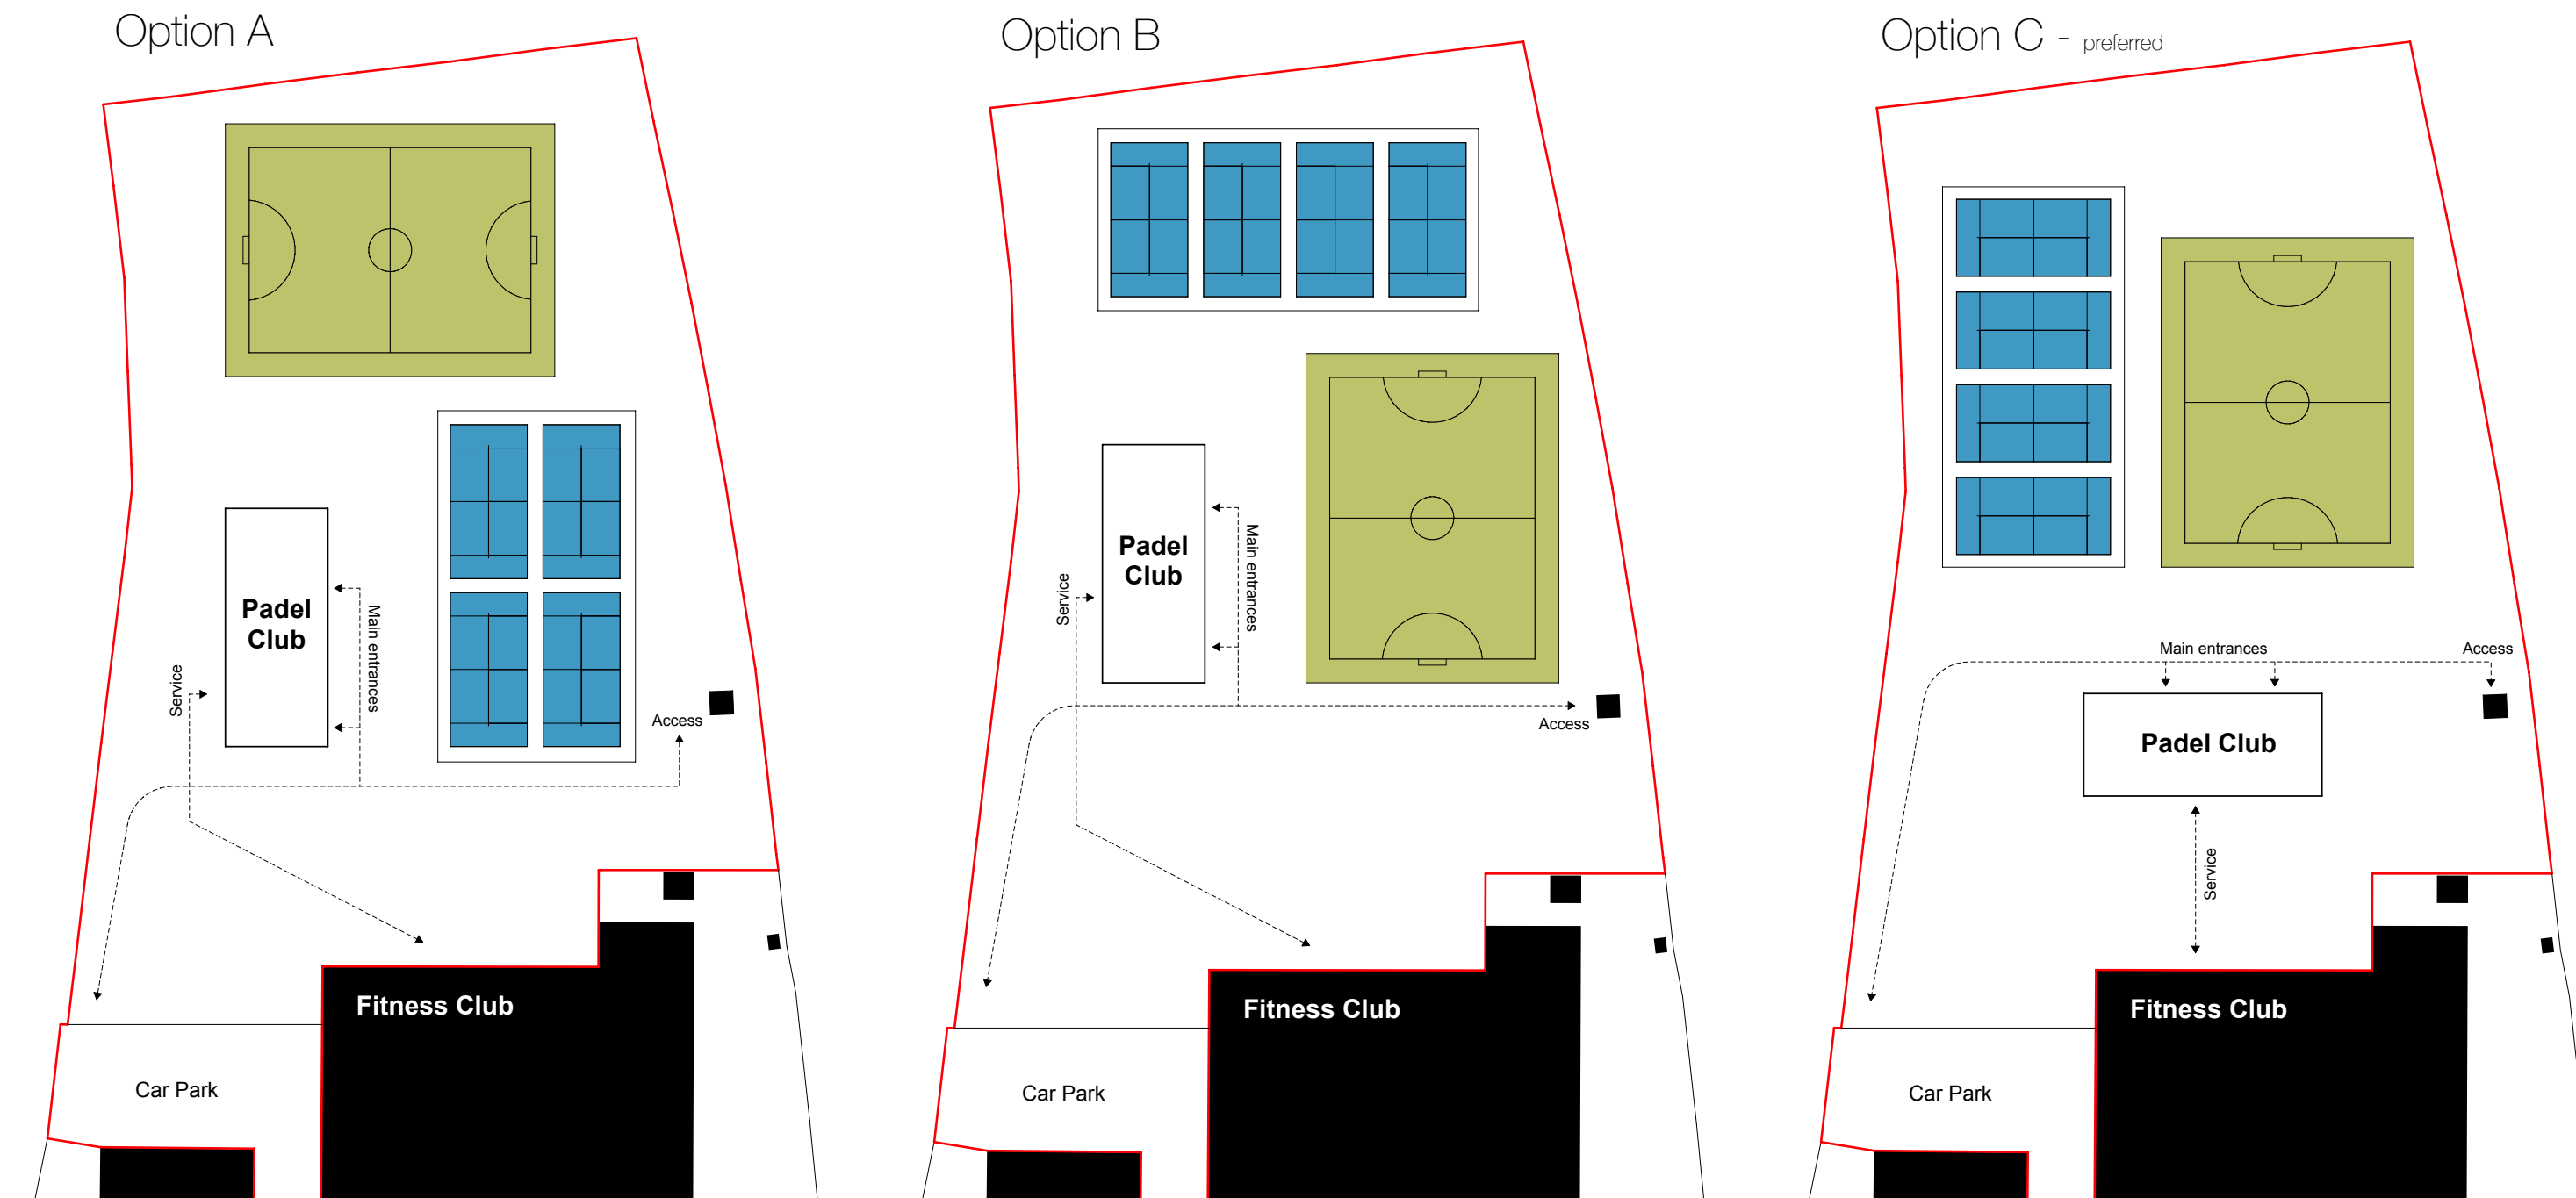 Option A
Padel
Club
Main entrances
Service
Access
Fitness Club
Car Park
Option B
Padel
Club
Main entrances
Service
Access
Fitness Club
Car Park
Option C - preferred
Main entrances
Access
Padel Club
Service
Fitness Club
Car Park